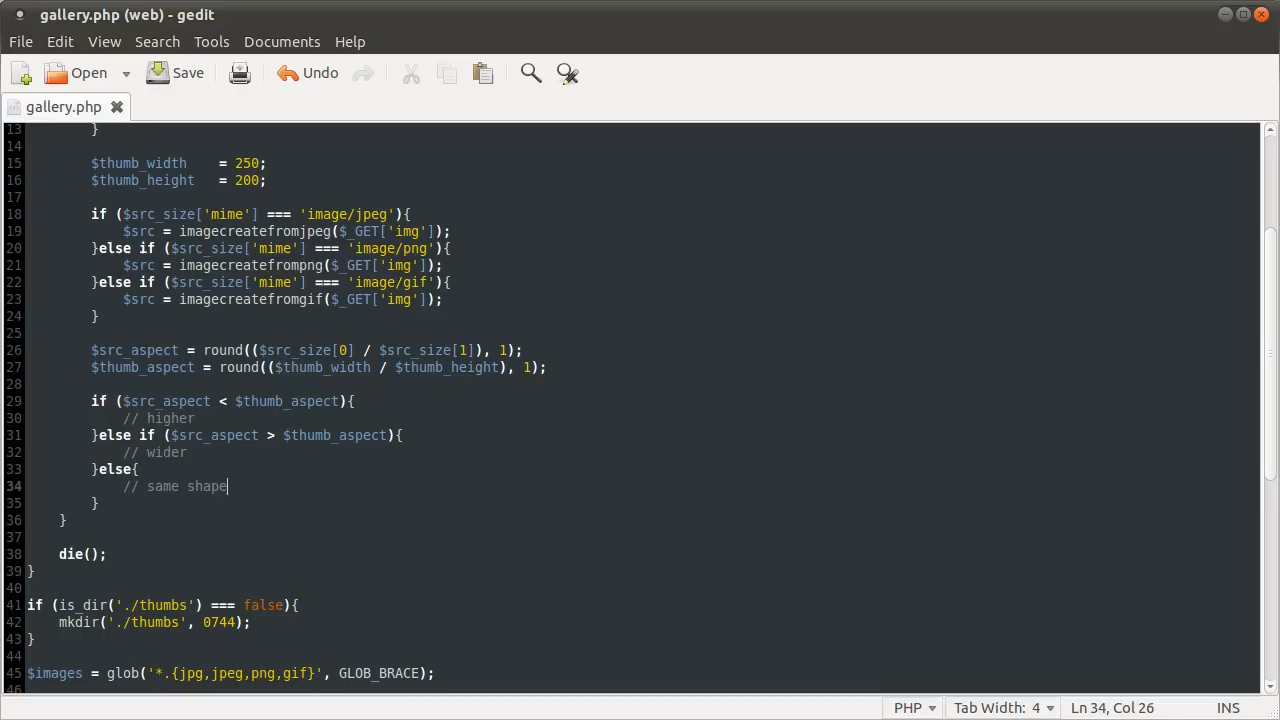 gallery.php (web) - gedit
File Edit View Search Tools Documents Help
Open Save Undo
gallery.php
13         }
14
15         $thumb_width    = 250;
16         $thumb_height   = 200;
17
18         if ($src_size['mime'] === 'image/jpeg'){
19             $src = imagecreatefromjpeg($_GET['img']);
20         }else if ($src_size['mime'] === 'image/png'){
21             $src = imagecreatefrompng($_GET['img']);
22         }else if ($src_size['mime'] === 'image/gif'){
23             $src = imagecreatefromgif($_GET['img']);
24         }
25
26         $src_aspect = round(($src_size[0] / $src_size[1]), 1);
27         $thumb_aspect = round(($thumb_width / $thumb_height), 1);
28
29         if ($src_aspect < $thumb_aspect){
30             // higher
31         }else if ($src_aspect > $thumb_aspect){
32             // wider
33         }else{
34             // same shape
35         }
36     }
37
38     die();
39 }
40
41 if (is_dir('./thumbs') === false){
42     mkdir('./thumbs', 0744);
43 }
44
45 $images = glob('*.{jpg,jpeg,png,gif}', GLOB_BRACE);
46
PHP Tab Width: 4 Ln 34, Col 26 INS